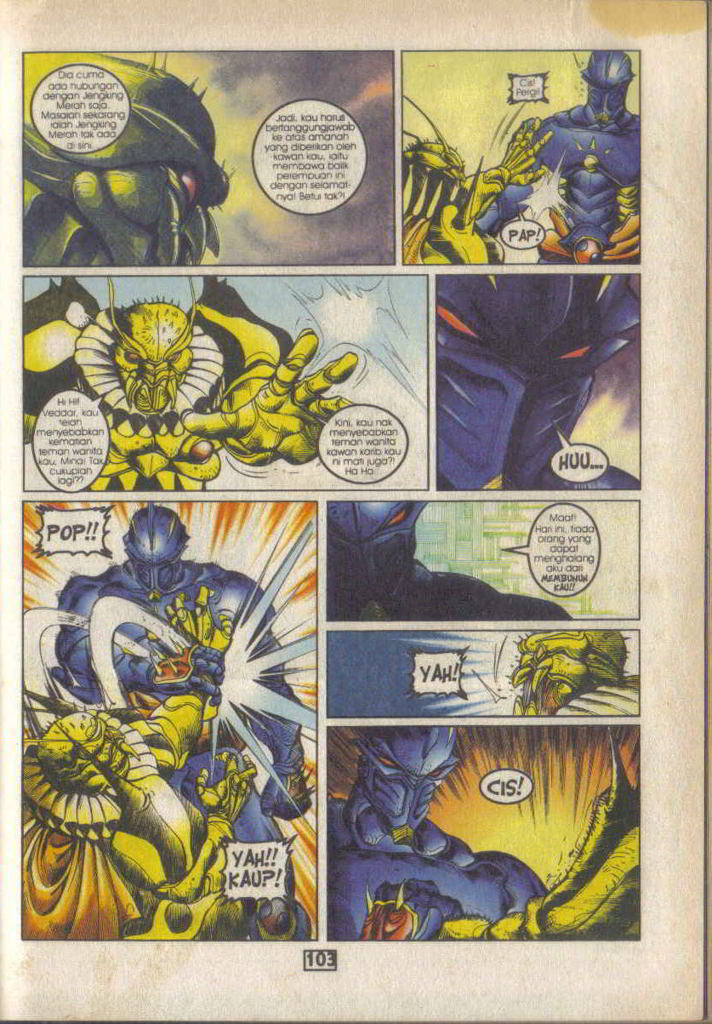 Dia cuma
ada hubungan
dengan Jengking
Merah saja.
Masalah sekarang
ialah Jengking
Merah tak ada
di sini.
Jadi, kau harus
bertanggungjawab
ke atas amanah
yang diberikan oleh
kawan kau, iaitu
membawa balik
perempuan ini
dengan selamat-
nya! Betul tak?!
Cis!
Pergi!
PAP!
Hi Hi!
Veddar, kau
telah
menyebabkan
kematian
teman wanita
kau, Mina! Tak
cukupkah
lagi??
Kini, kau nak
menyebabkan
teman wanita
kawan karib kau
ini mati juga?!
Ha Ha
HUU...
POP!!
YAH!!
KAU?!
Maaf!
Hari ini, tiada
orang yang
dapat
menghalang
aku dari
MEMBUNUH
KAU!!
YAH!
CIS!
103